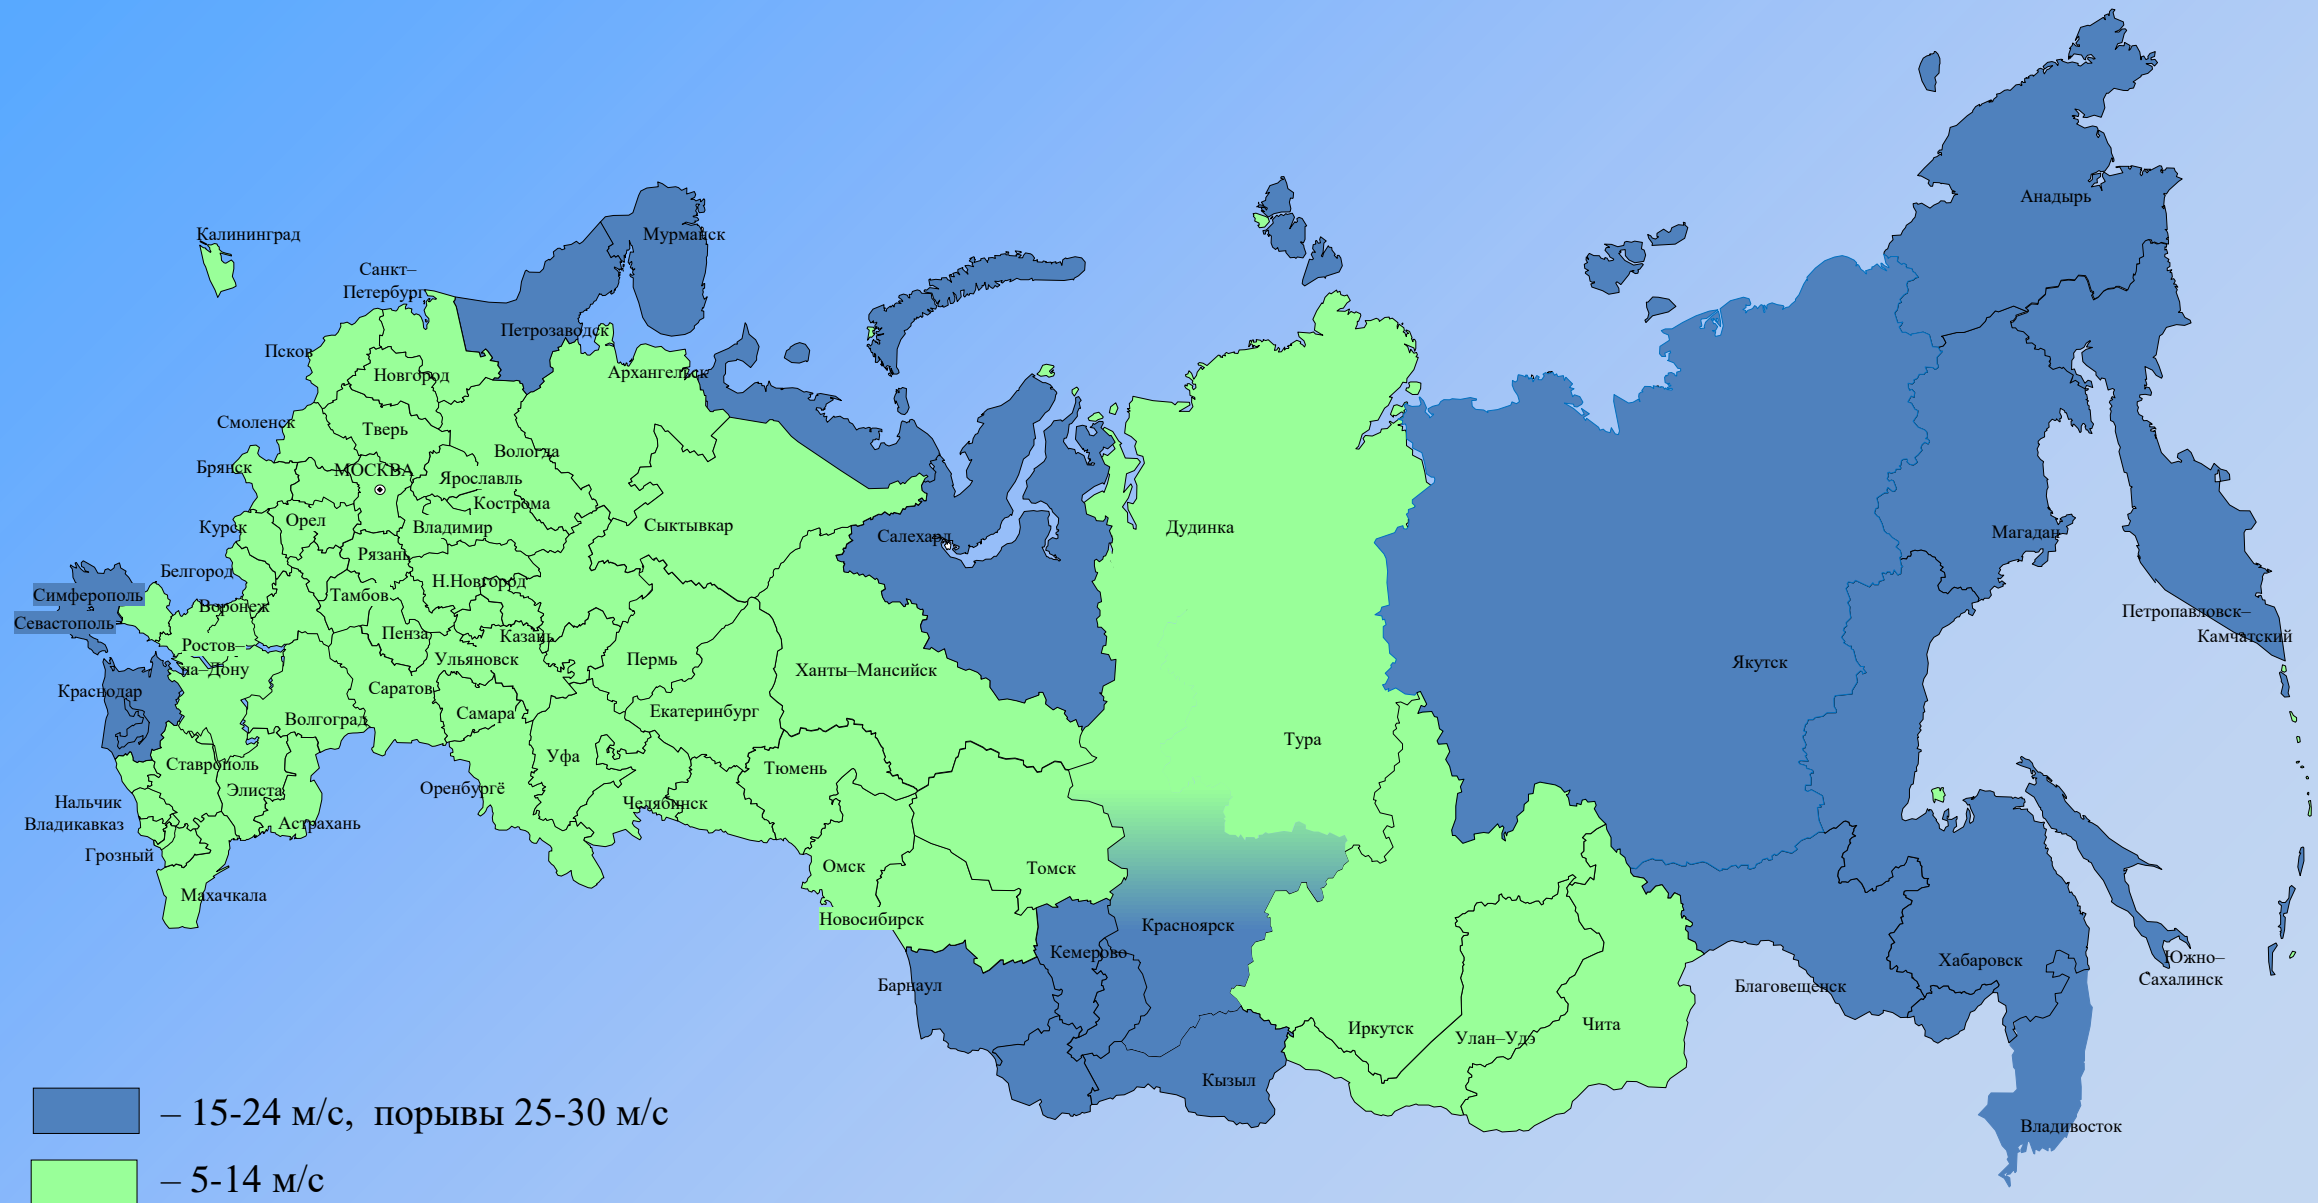 Анадырь
Калининград
Мурманск
Санкт–
Петербург
Петрозаводск
Псков
Архангельск
Новгород
Смоленск
Тверь
Вологда
Брянск
МОСКВА
Ярославль
Кострома
Орел
Курск
Владимир
Сыктывкар
Дудинка
Салехард
Магадан
Рязань
Белгород
Н.Новгород
Симферополь
Тамбов
Воронеж
Севастополь
Петропавловск–
Камчатский
Пенза
Казань
Ростов–
на–Дону
Ульяновск
Пермь
Ханты–Мансийск
Якутск
Краснодар
Саратов
Самара
Екатеринбург
Волгоград
Тура
Уфа
Ставрополь
Тюмень
Элиста
Оренбургё
Нальчик
Челябинск
Владикавказ
Астрахань
Грозный
Омск
Томск
Махачкала
Новосибирск
Красноярск
Кемерово
Барнаул
Хабаровск
Южно–
Сахалинск
Благовещенск
Иркутск
Улан–Удэ
Чита
Кызыл
Владивосток
– 15-24 м/с, порывы 25-30 м/с
– 5-14 м/с